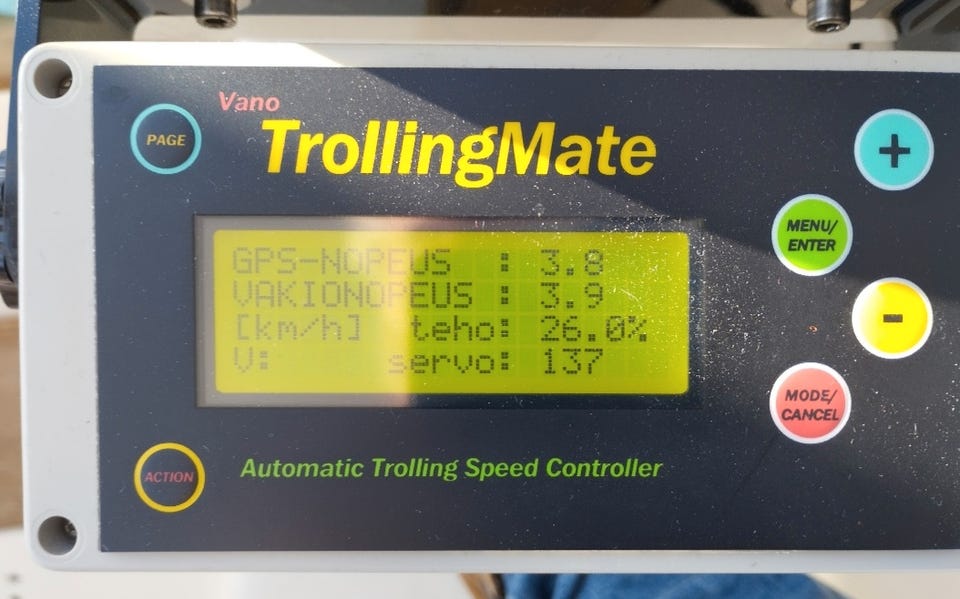 PAGE
Vano
TrollingMate
+
MENU/
ENTER
GPS-NOPEUS : 3.8
VAKIONOPEUS : 3.9
[km/h] teho: 26.0%
V: servo: 137
-
MODE/
CANCEL
ACTION
Automatic Trolling Speed Controller